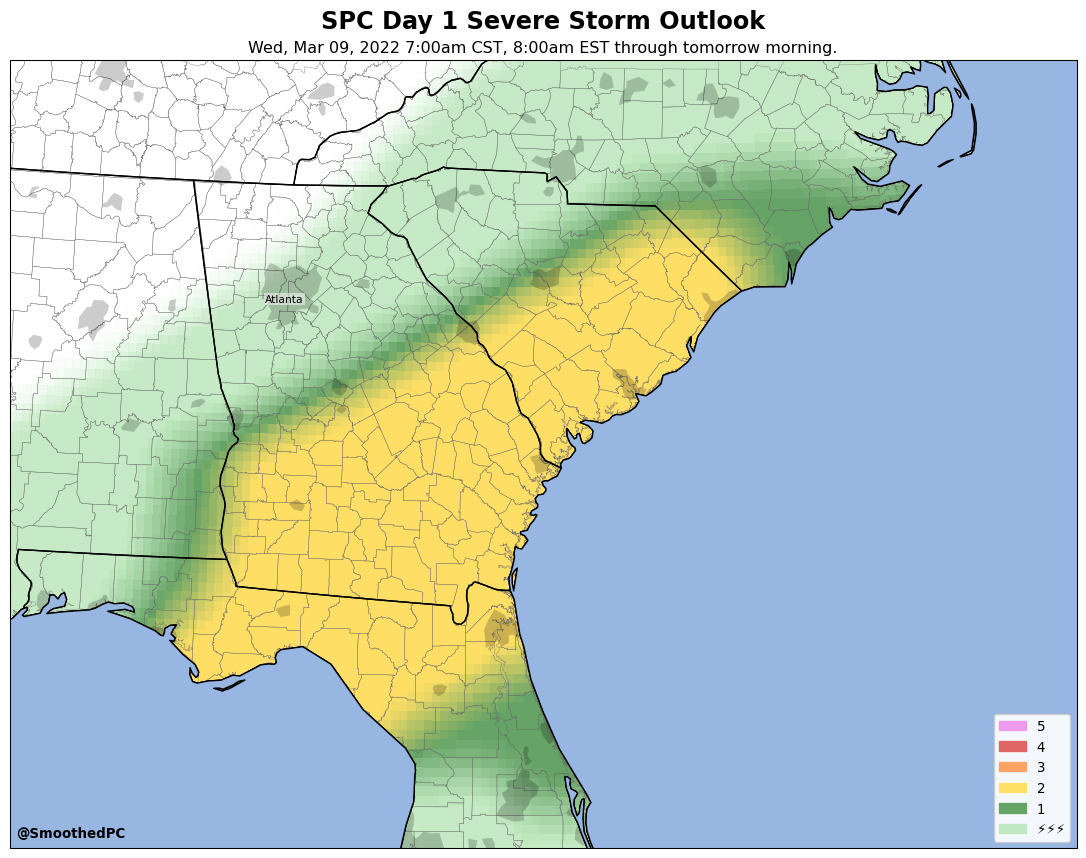 SPC Day 1 Severe Storm Outlook
Wed, Mar 09, 2022 7:00am CST, 8:00am EST through tomorrow morning.
Atlanta
5
4
3
2
1
⚡⚡⚡
@SmoothedPC